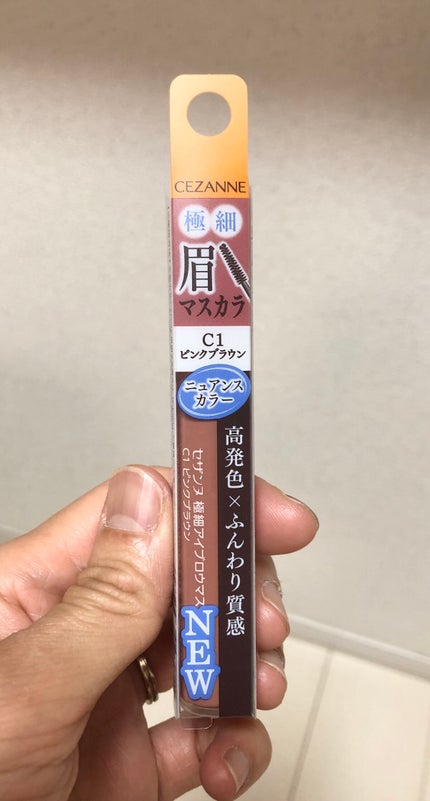 CEZANNE
極細
眉
マスカラ
C1
ピンクブラウン
ニュアンス
カラー
高発色×ふんわり質感
セザンヌ 極細アイブロウマス
C1 ピンクブラウン
NEW